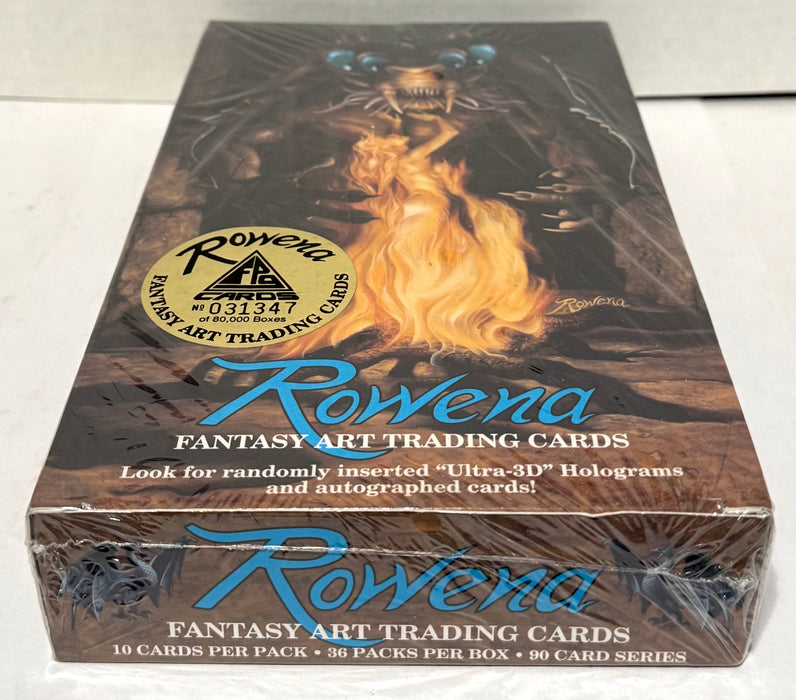 Rowena
FPG
CARDS
Nº 031347
of 80,000 Boxes
FANTASY ART TRADING CARDS
Rowena
Rowena
FANTASY ART TRADING CARDS
Look for randomly inserted “Ultra-3D” Holograms
and autographed cards!
Rowena
FANTASY ART TRADING CARDS
10 CARDS PER PACK • 36 PACKS PER BOX • 90 CARD SERIES